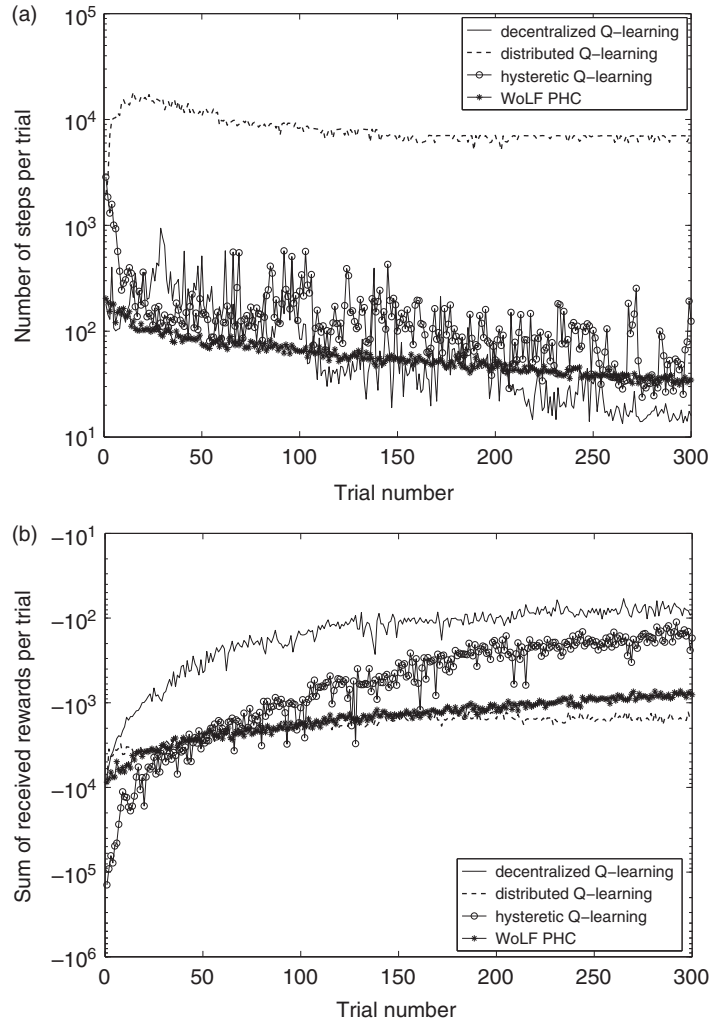 (a)
10^5
10^4
10^3
10^2
10^1
Number of steps per trial
decentralized Q−learning
distributed Q−learning
hysteretic Q−learning
WoLF PHC
0 50 100 150 200 250 300
Trial number
(b)
−10^1
−10^2
−10^3
−10^4
−10^5
−10^6
Sum of received rewards per trial
decentralized Q−learning
distributed Q−learning
hysteretic Q−learning
WoLF PHC
0 50 100 150 200 250 300
Trial number